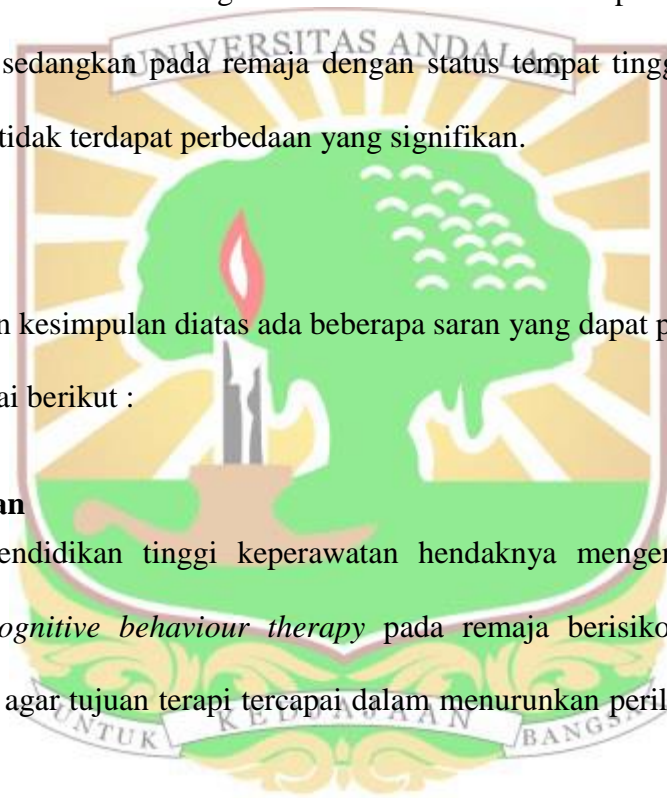 UNIVERSITAS ANDALAS
sedangkan pada remaja dengan status tempat tingg
tidak terdapat perbedaan yang signifikan.
n kesimpulan diatas ada beberapa saran yang dapat p
ai berikut :
an
endidikan tinggi keperawatan hendaknya menger
ognitive behaviour therapy pada remaja berisiko
agar tujuan terapi tercapai dalam menurunkan peril
UNTUK KEDJAJAAN BANGSA